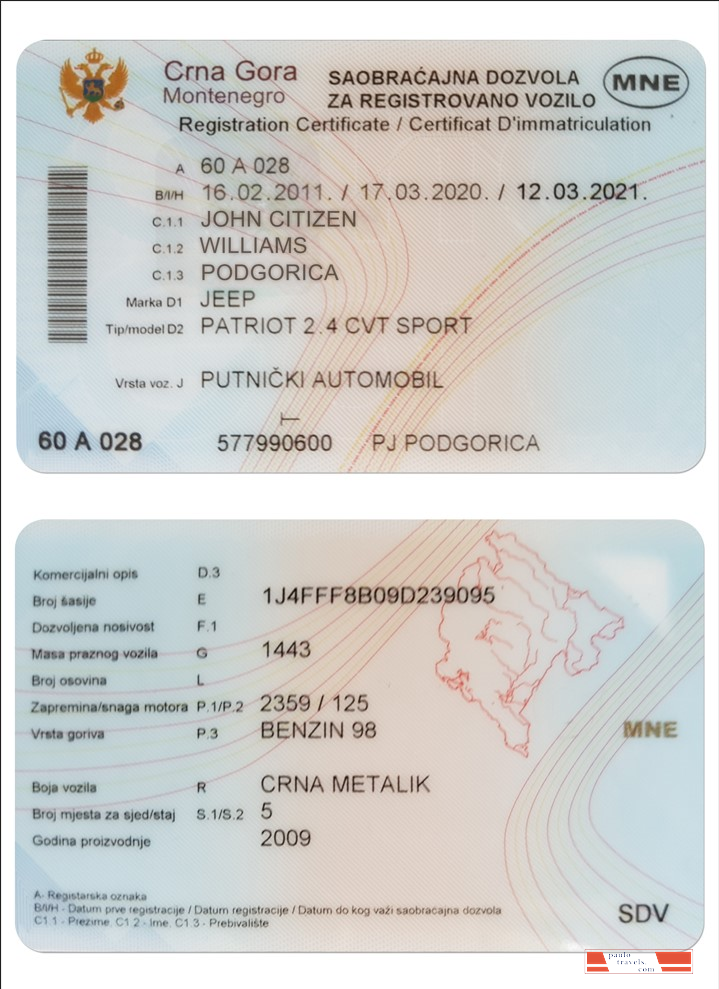 Crna Gora
Montenegro
SAOBRAĆAJNA DOZVOLA
ZA REGISTROVANO VOZILO
MNE
Registration Certificate / Certificat D'immatriculation
A 60 A 028
B/I/H 16.02.2011. / 17.03.2020. / 12.03.2021.
C.1.1 JOHN CITIZEN
C.1.2 WILLIAMS
C.1.3 PODGORICA
Marka D1 JEEP
Tip/model D2 PATRIOT 2.4 CVT SPORT
Vrsta voz. J PUTNIČKI AUTOMOBIL
T
60 A 028 577990600 PJ PODGORICA
Komercijalni opis D.3
Broj šasije E 1J4FFF8B09D239095
Dozvoljena nosivost F.1
Masa praznog vozila G 1443
Broj osovina L
Zapremina/snaga motora P.1/P.2 2359 / 125
Vrsta goriva P.3 BENZIN 98
MNE
Boja vozila R CRNA METALIK
Broj mjesta za sjed/staj S.1/S.2 5
Godina proizvodnje 2009
A- Registarska oznaka
B/I/H - Datum prve registracije / Datum registracije / Datum do kog važi saobraćajna dozvola
C1.1 - Prezime, C1.2 - Ime, C1.3 - Prebivalište
SDV
paulo
travels.
com